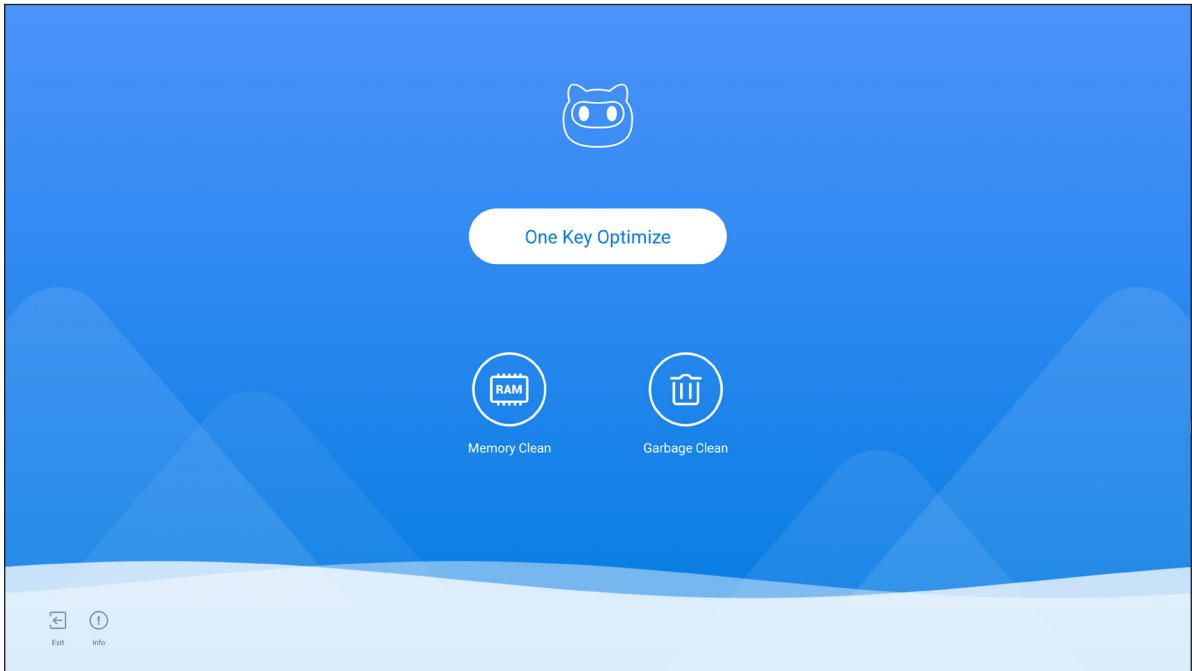 One Key Optimize
RAM
Memory Clean
Garbage Clean
Exit
Info